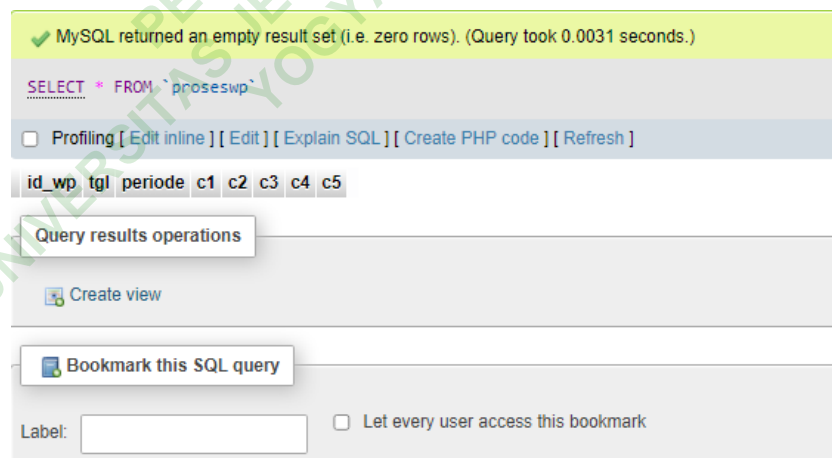 MySQL returned an empty result set (i.e. zero rows). (Query took 0.0031 seconds.)
SELECT * FROM `proseswp`
Profiling [ Edit inline ] [ Edit ] [ Explain SQL ] [ Create PHP code ] [ Refresh ]
id_wp tgl periode c1 c2 c3 c4 c5
Query results operations
Create view
Bookmark this SQL query
Label:
Let every user access this bookmark